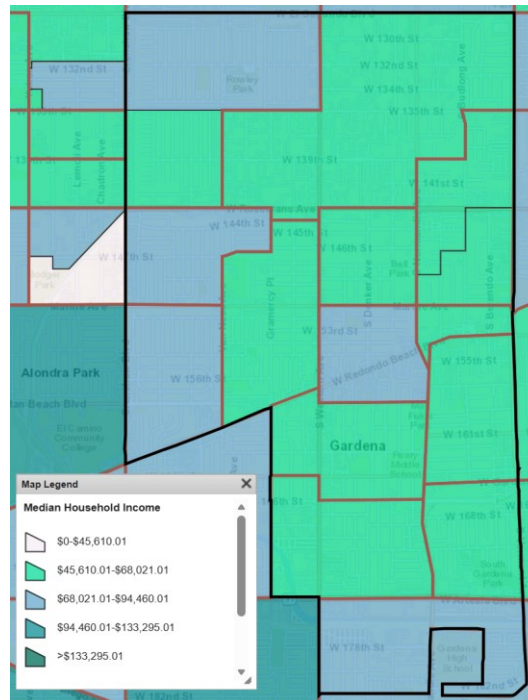 W 130th St
W 132nd St
W 132nd St
Rowley
Park
W 134th St
S Budlong Ave
W 135th St
Lemoli Ave
Chadron Ave
W 139th St
W 141st St
W 144th St
W 145th St
W 146th St
S Denker Ave
Gramercy Pl
S Berendo Ave
Park
W 153rd St
W Redondo Beach
W 155th St
Alondra Park
W 156th St
El Camino
Community
College
Gardena
W 161st St
Middle
School
W 168th St
South
Gardena
Park
W 178th St
Gardena
High
School
W 182nd St
Map Legend
Median Household Income
$0-$45,610.01
$45,610.01-$68,021.01
$68,021.01-$94,460.01
$94,460.01-$133,295.01
>$133,295.01
W 182nd St